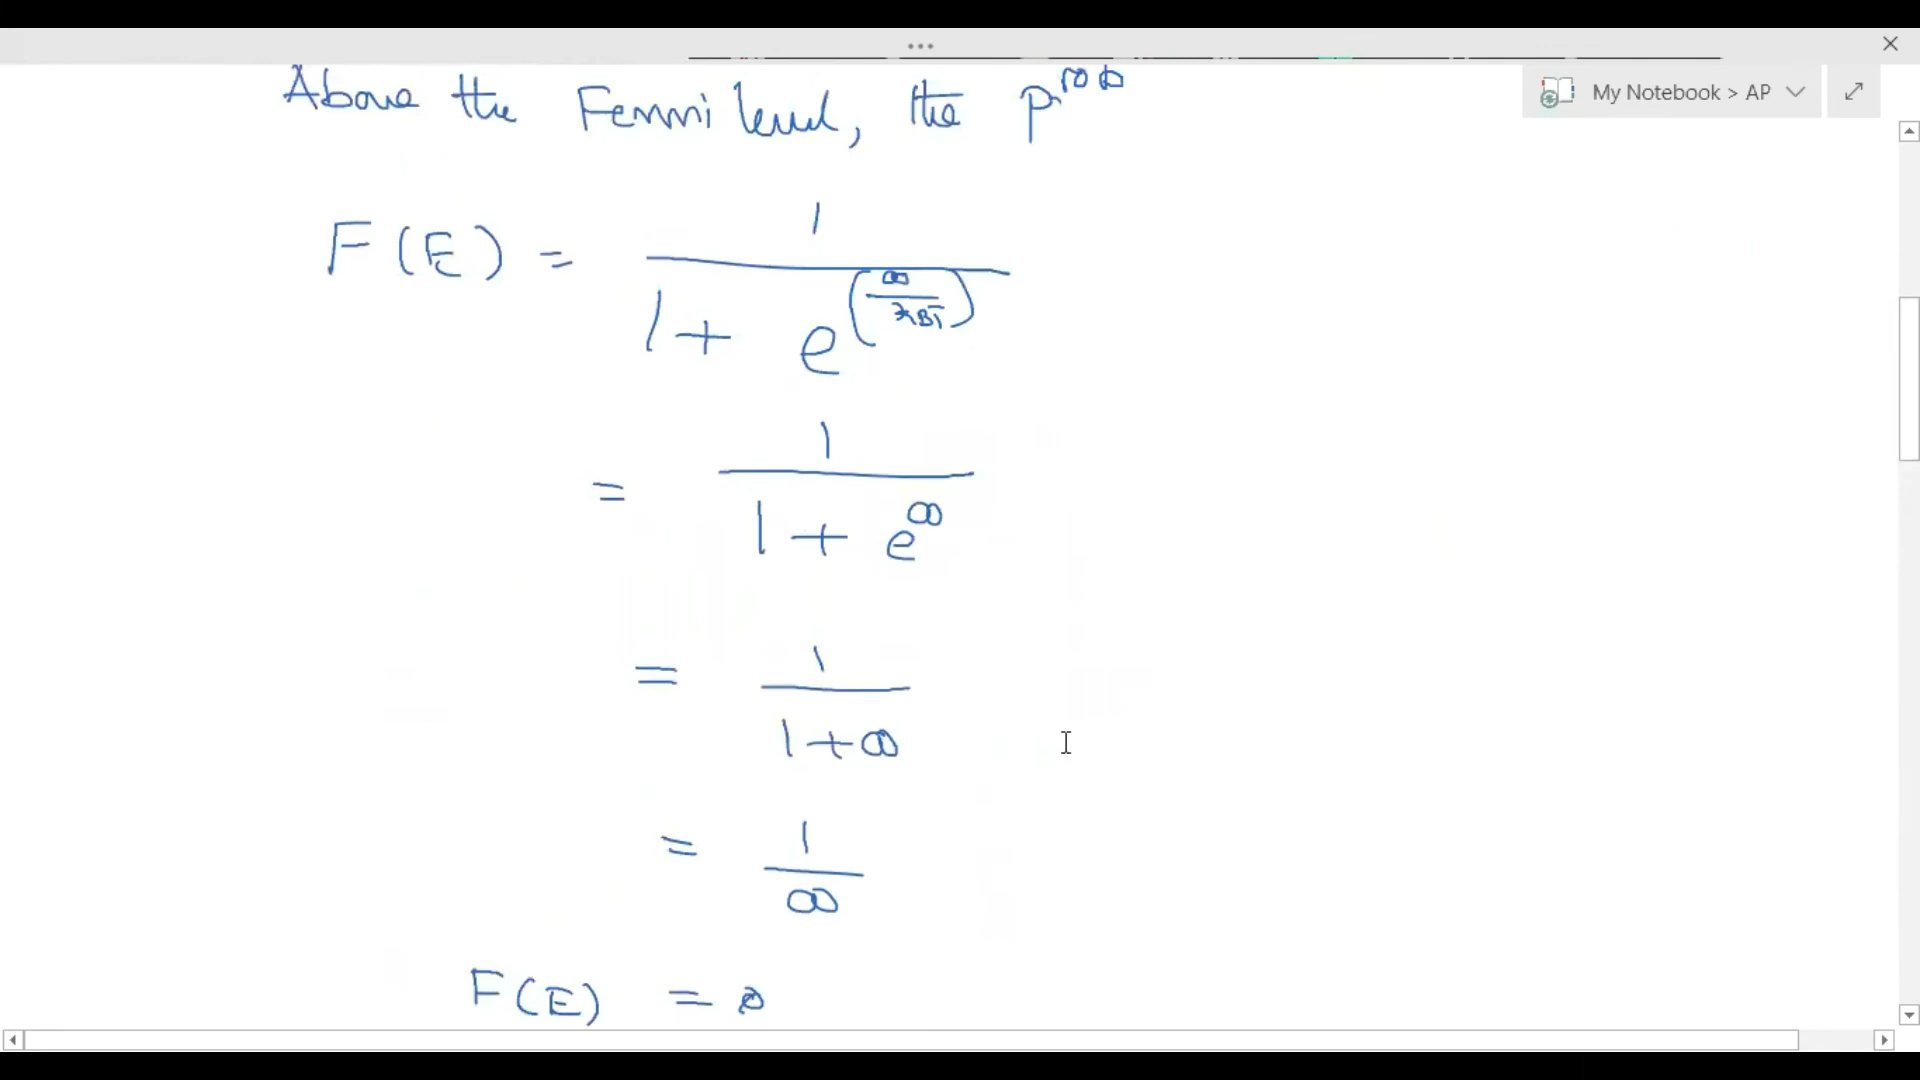 ...
Above the Fermi level, the prob
My Notebook > AP
F(E) = 1 / 1 + e^(∞/kBT)
= 1 / 1 + e^∞
= 1 / 1+∞
= 1 / ∞
F(E) = 0